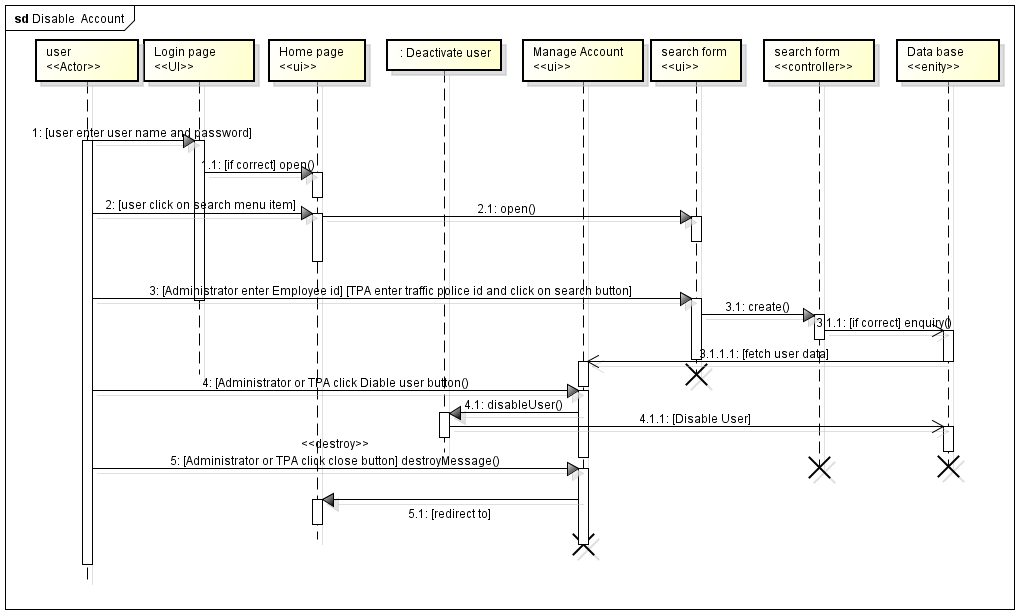 sd Disable Account
user
<<Actor>>
Login page
<<UI>>
Home page
<<ui>>
: Deactivate user
Manage Account
<<ui>>
search form
<<ui>>
search form
<<controller>>
Data base
<<enity>>
1: [user enter user name and password]
1.1: [if correct] open()
2: [user click on search menu item]
2.1: open()
3: [Administrator enter Employee id] [TPA enter traffic police id and click on search button]
3.1: create()
3.1.1: [if correct] enquiry()
3.1.1.1: [fetch user data]
4: [Administrator or TPA click Diable user button()
4.1: disableUser()
4.1.1: [Disable User]
<<destroy>>
5: [Administrator or TPA click close button] destroyMessage()
5.1: [redirect to]